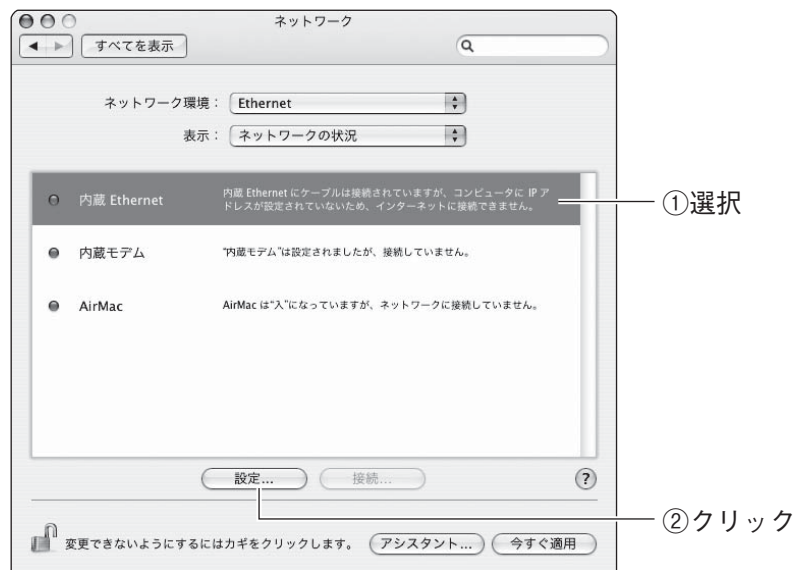 ネットワーク
すべてを表示
ネットワーク環境： Ethernet
表示： ネットワークの状況
内蔵 Ethernet
内蔵 Ethernet にケーブルは接続されていますが、コンピュータに IP ア
ドレスが設定されていないため、インターネットに接続できません。
①選択
内蔵モデム
“内蔵モデム”は設定されましたが、接続していません。
AirMac
AirMac は“入”になっていますが、ネットワークに接続していません。
設定... 接続... ?
②クリック
変更できないようにするにはカギをクリックします。 アシスタント... 今すぐ適用